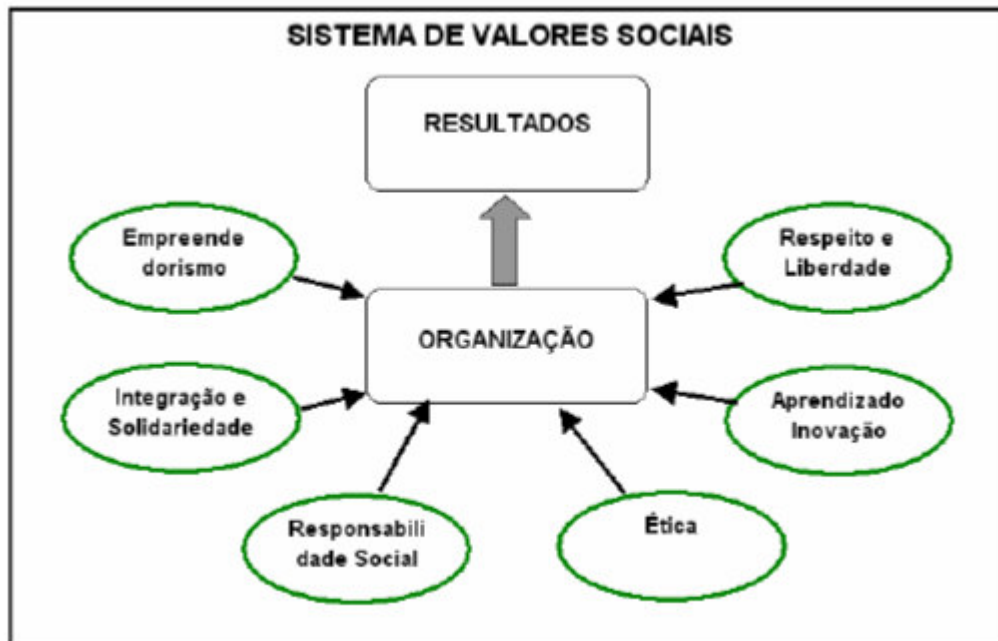 SISTEMA DE VALORES SOCIAIS
RESULTADOS
Empreende
dorismo
Respeito e
Liberdade
ORGANIZAÇÃO
Integração e
Solidariedade
Aprendizado
Inovação
Responsabili
dade Social
Ética